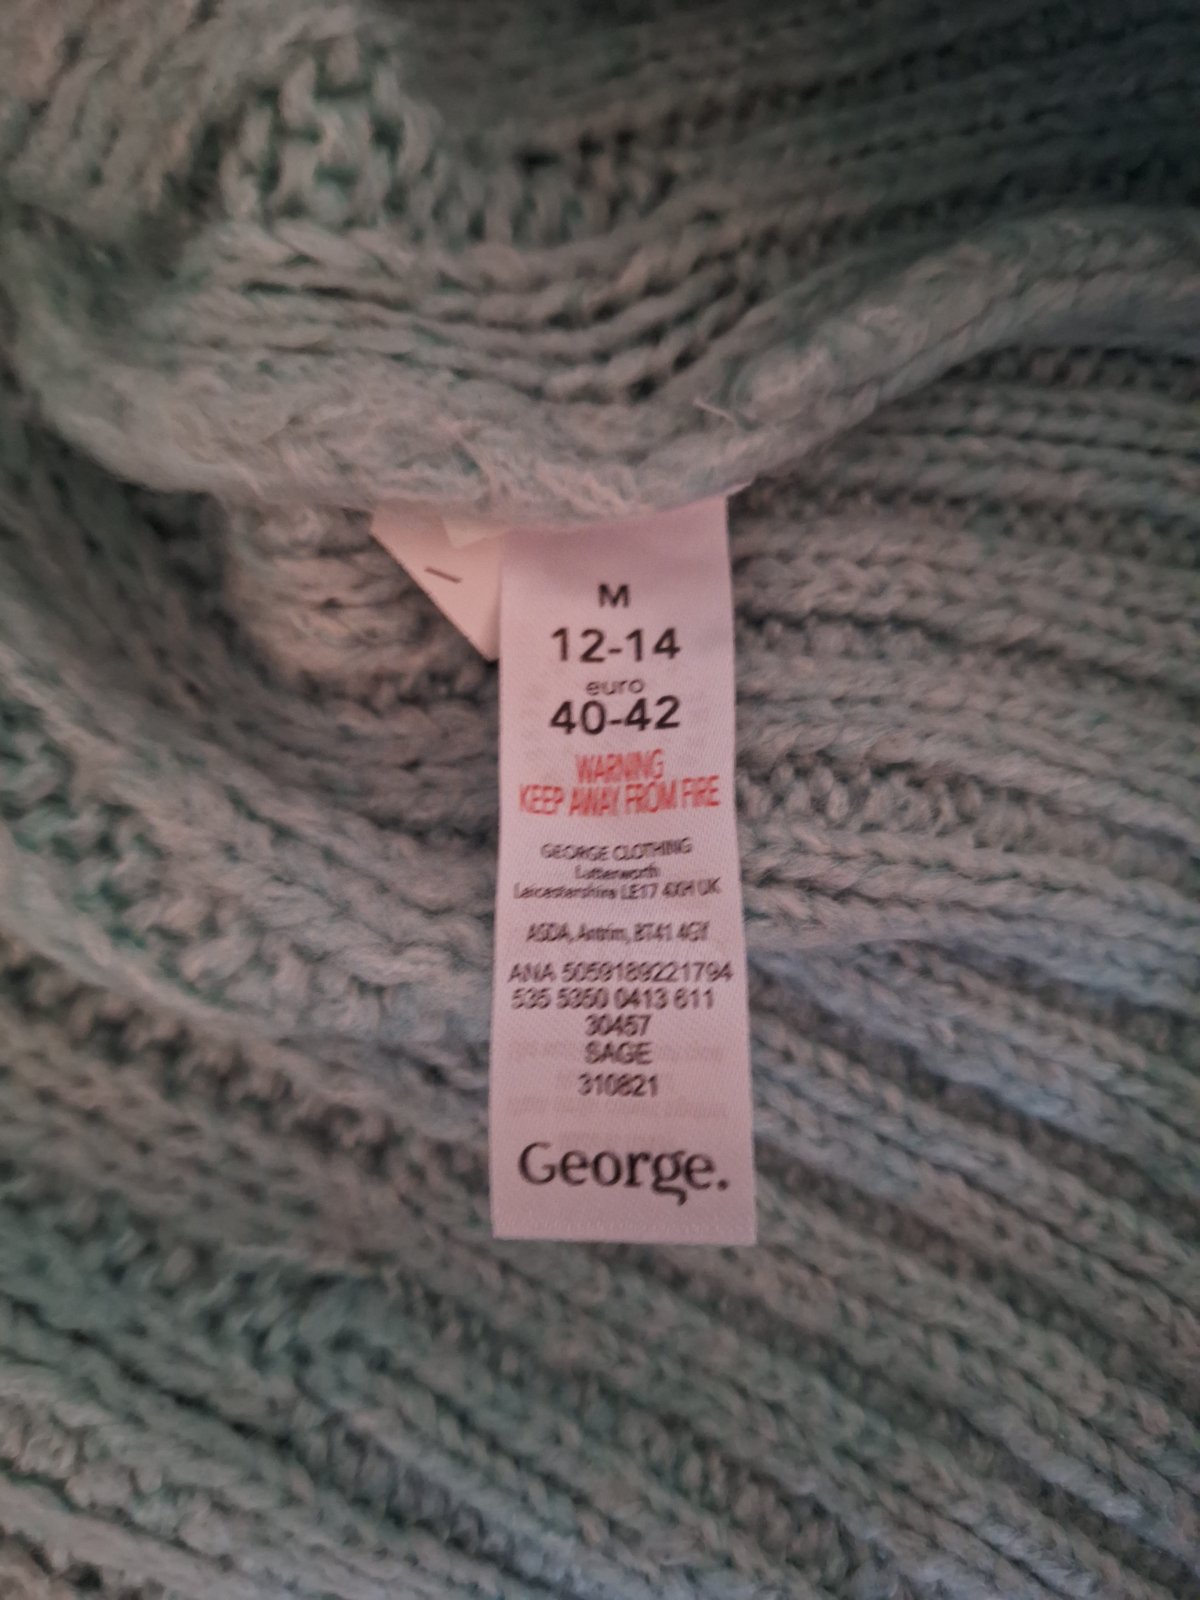 M
12-14
euro
40-42
WARNING
KEEP AWAY FROM FIRE
GEORGE CLOTHING
Lutterworth
Leicestershire LE17 4XH UK
ASDA, Antrim, BT41 4GY
ANA 5059189221794
535 5350 0413 611
30457
SAGE
310821
George.